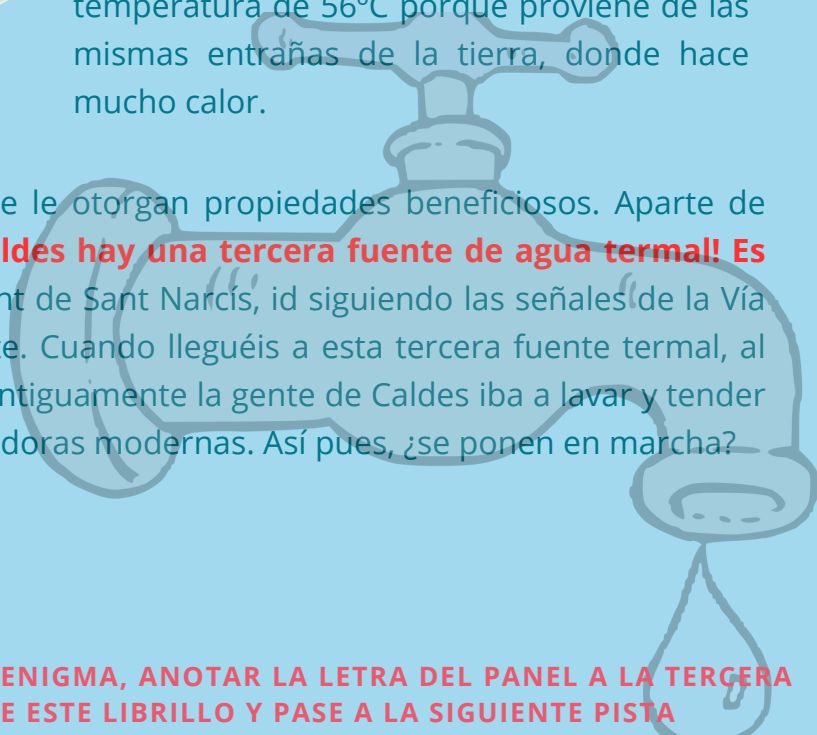 temperatura de 56ºC porque proviene de las
mismas entrañas de la tierra, donde hace
mucho calor.
e le otorgan propiedades beneficiosos. Aparte de
ldes hay una tercera fuente de agua termal! Es
nt de Sant Narcís, id siguiendo las señales de la Vía
e. Cuando lleguéis a esta tercera fuente termal, al
ntiguamente la gente de Caldes iba a lavar y tender
doras modernas. Así pues, ¿se ponen en marcha?
ENIGMA, ANOTAR LA LETRA DEL PANEL A LA TERCERA
E ESTE LIBRILLO Y PASE A LA SIGUIENTE PISTA